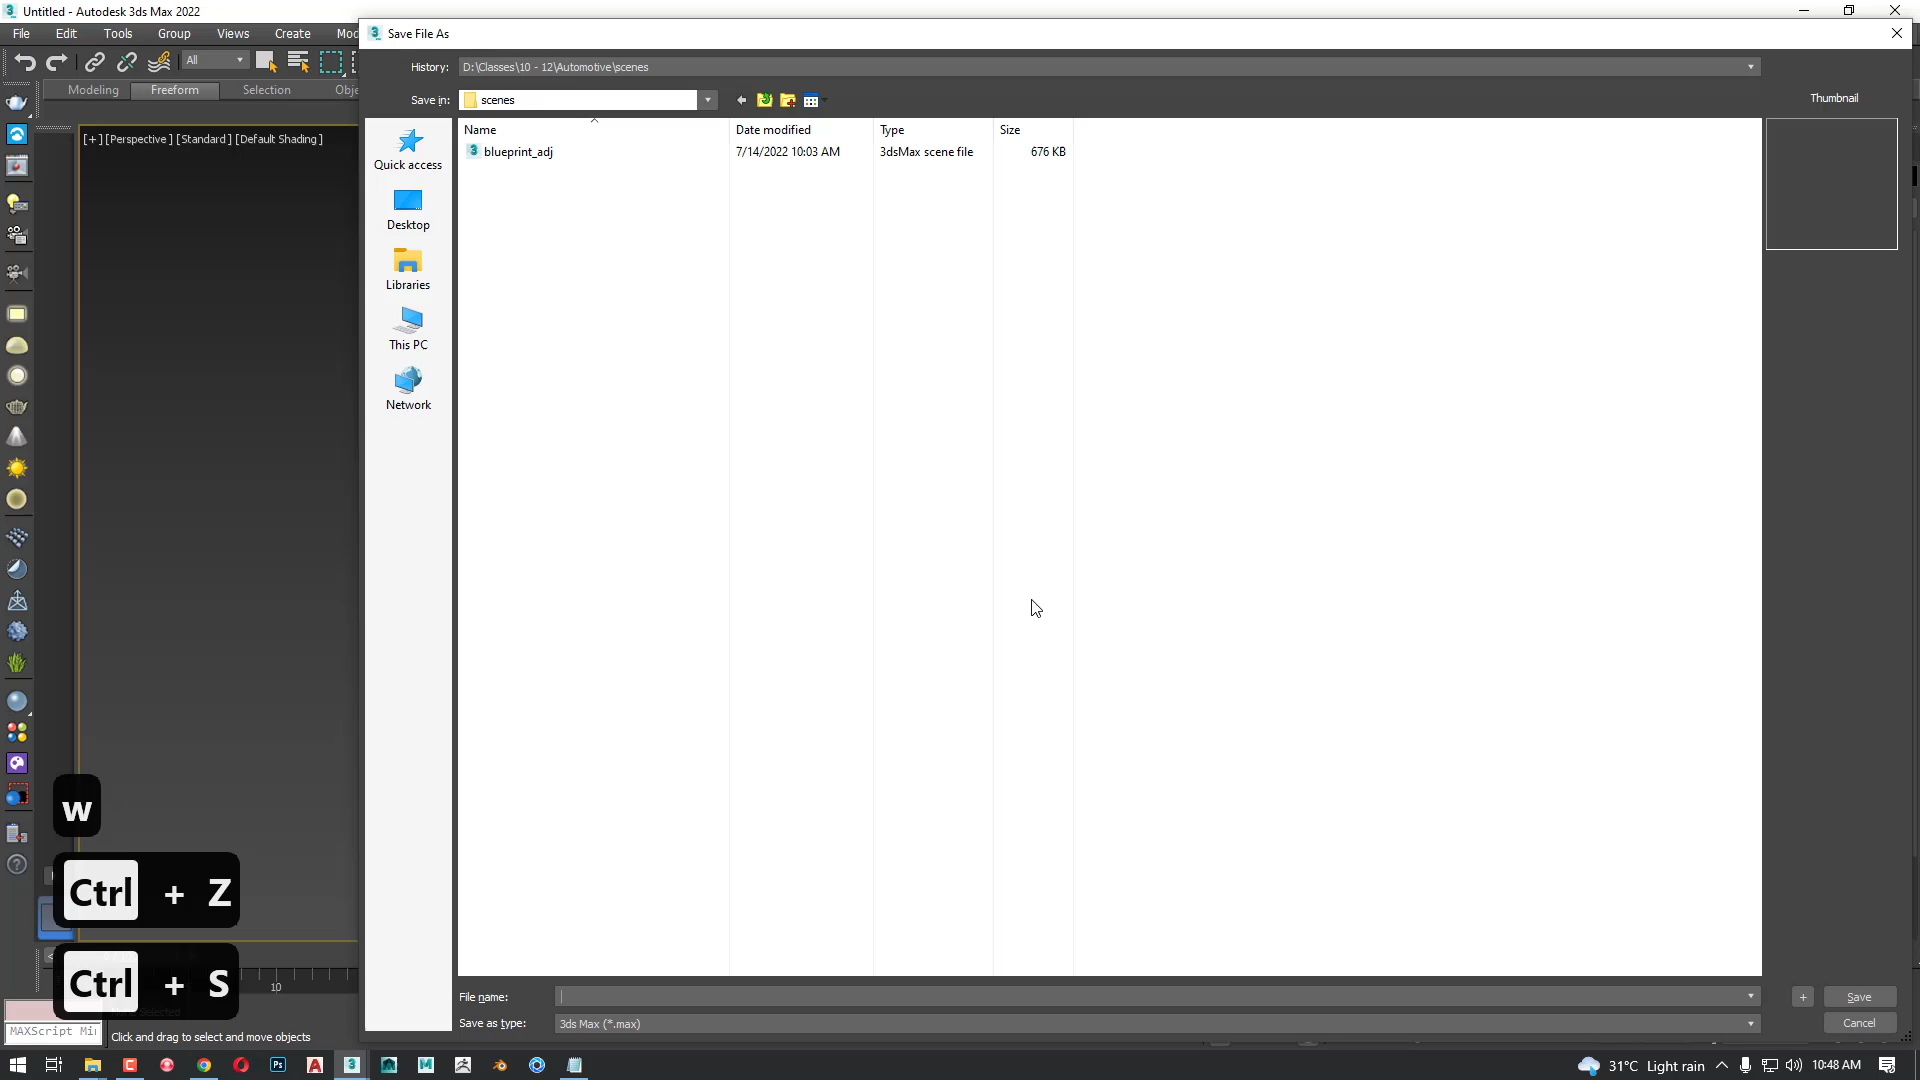 Untitled - Autodesk 3ds Max 2022
File Edit Tools Group Views Create Mod
All
Modeling Freeform Selection Obje
[+] [Perspective ] [Standard ] [Default Shading ]
Save File As
History: D:\Classes\10 - 12\Automotive\scenes
Save in: scenes
Thumbnail
Name Date modified Type Size
blueprint_adj 7/14/2022 10:03 AM 3dsMax scene file 676 KB
Quick access
Desktop
Libraries
This PC
Network
w
Ctrl + Z
Ctrl + S
10
File name:
+ Save
Save as type: 3ds Max (*.max)
Cancel
MAXScript Mi
Click and drag to select and move objects
31°C Light rain 10:48 AM